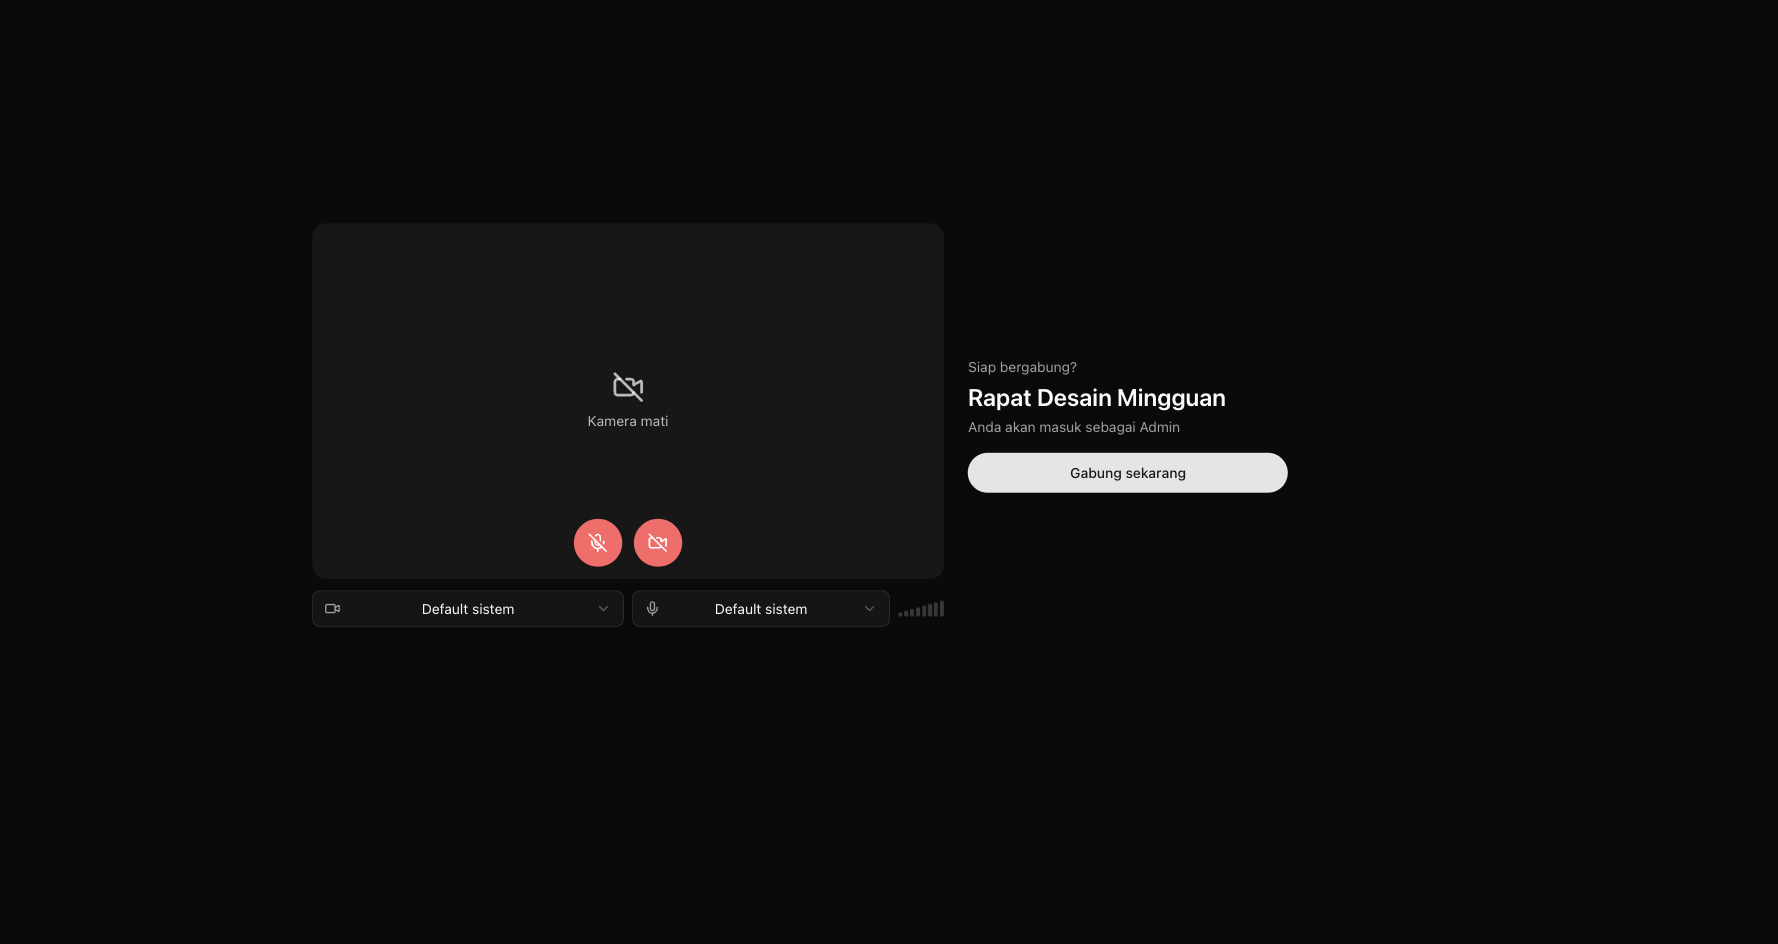 Kamera mati
Default sistem
Default sistem
Siap bergabung?
Rapat Desain Mingguan
Anda akan masuk sebagai Admin
Gabung sekarang